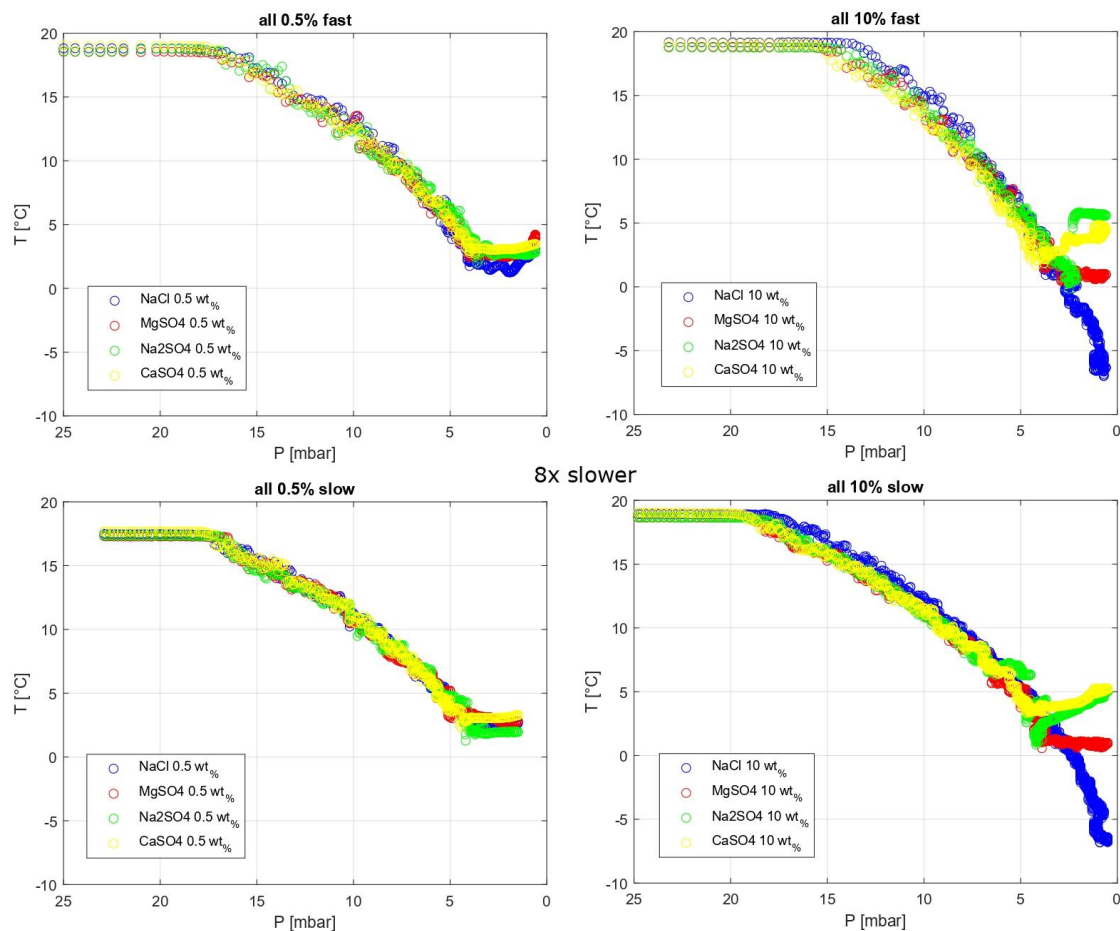 all 0.5% fast
20
15
10
5
0
-5
-10
T [°C]
NaCl 0.5 wt%
MgSO4 0.5 wt%
Na2SO4 0.5 wt%
CaSO4 0.5 wt%
25 20 15 10 5 0
P [mbar]
all 10% fast
20
15
10
5
0
-5
-10
T [°C]
NaCl 10 wt%
MgSO4 10 wt%
Na2SO4 10 wt%
CaSO4 10 wt%
25 20 15 10 5 0
P [mbar]
8x slower
all 0.5% slow
20
15
10
5
0
-5
-10
T [°C]
NaCl 0.5 wt%
MgSO4 0.5 wt%
Na2SO4 0.5 wt%
CaSO4 0.5 wt%
25 20 15 10 5 0
P [mbar]
all 10% slow
20
15
10
5
0
-5
-10
T [°C]
NaCl 10 wt%
MgSO4 10 wt%
Na2SO4 10 wt%
CaSO4 10 wt%
25 20 15 10 5 0
P [mbar]